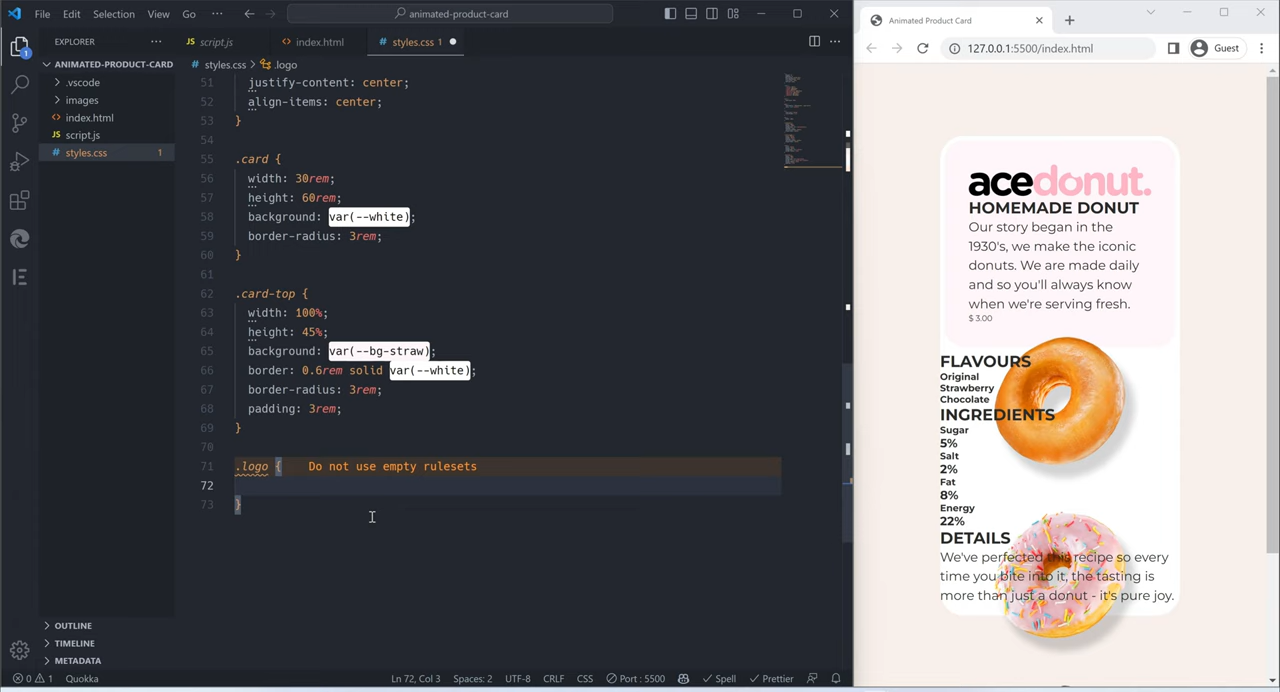 File Edit Selection View Go ··· animated-product-card
Animated Product Card
127.0.0.1:5500/index.html Guest
EXPLORER ···
script.js index.html # styles.css 1
ANIMATED-PRODUCT-CARD
# styles.css > .logo
> .vscode
> images
<> index.html
JS script.js
# styles.css 1
1
51 justify-content: center;
52 align-items: center;
53 }
54
55 .card {
56 width: 30rem;
57 height: 60rem;
58 background: var(--white);
59 border-radius: 3rem;
60 }
61
62 .card-top {
63 width: 100%;
64 height: 45%;
65 background: var(--bg-straw);
66 border: 0.6rem solid var(--white);
67 border-radius: 3rem;
68 padding: 3rem;
69 }
70
71 .logo { Do not use empty rulesets
72
73 }
acedonut.
HOMEMADE DONUT
Our story began in the
1930's, we make the iconic
donuts. We are made daily
and so you'll always know
when we're serving fresh.
$ 3.00
FLAVOURS
Original
Strawberry
Chocolate
INGREDIENTS
Sugar
5%
Salt
2%
Fat
8%
Energy
22%
DETAILS
We've perfected this recipe so every
time you bite into it, the tasting is
more than just a donut - it's pure joy.
OUTLINE
TIMELINE
METADATA
0 1 Quokka Ln 72, Col 3 Spaces: 2 UTF-8 CRLF CSS Port : 5500 Spell Prettier